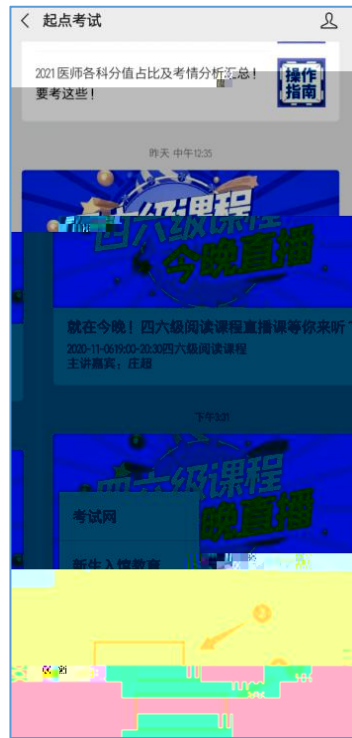 起点考试
2021医师各科分值占比及考情分析汇总！
要考这些！
操作
指南
昨天 中午12:35
四六级课程
今晚直播
就在今晚！四六级阅读课程直播课等你来听
2020-11-0619:00-20:30四六级阅读课程
主讲嘉宾：庄超
下午3:31
四六级课程
今晚直播
考试网
新生入馆教育